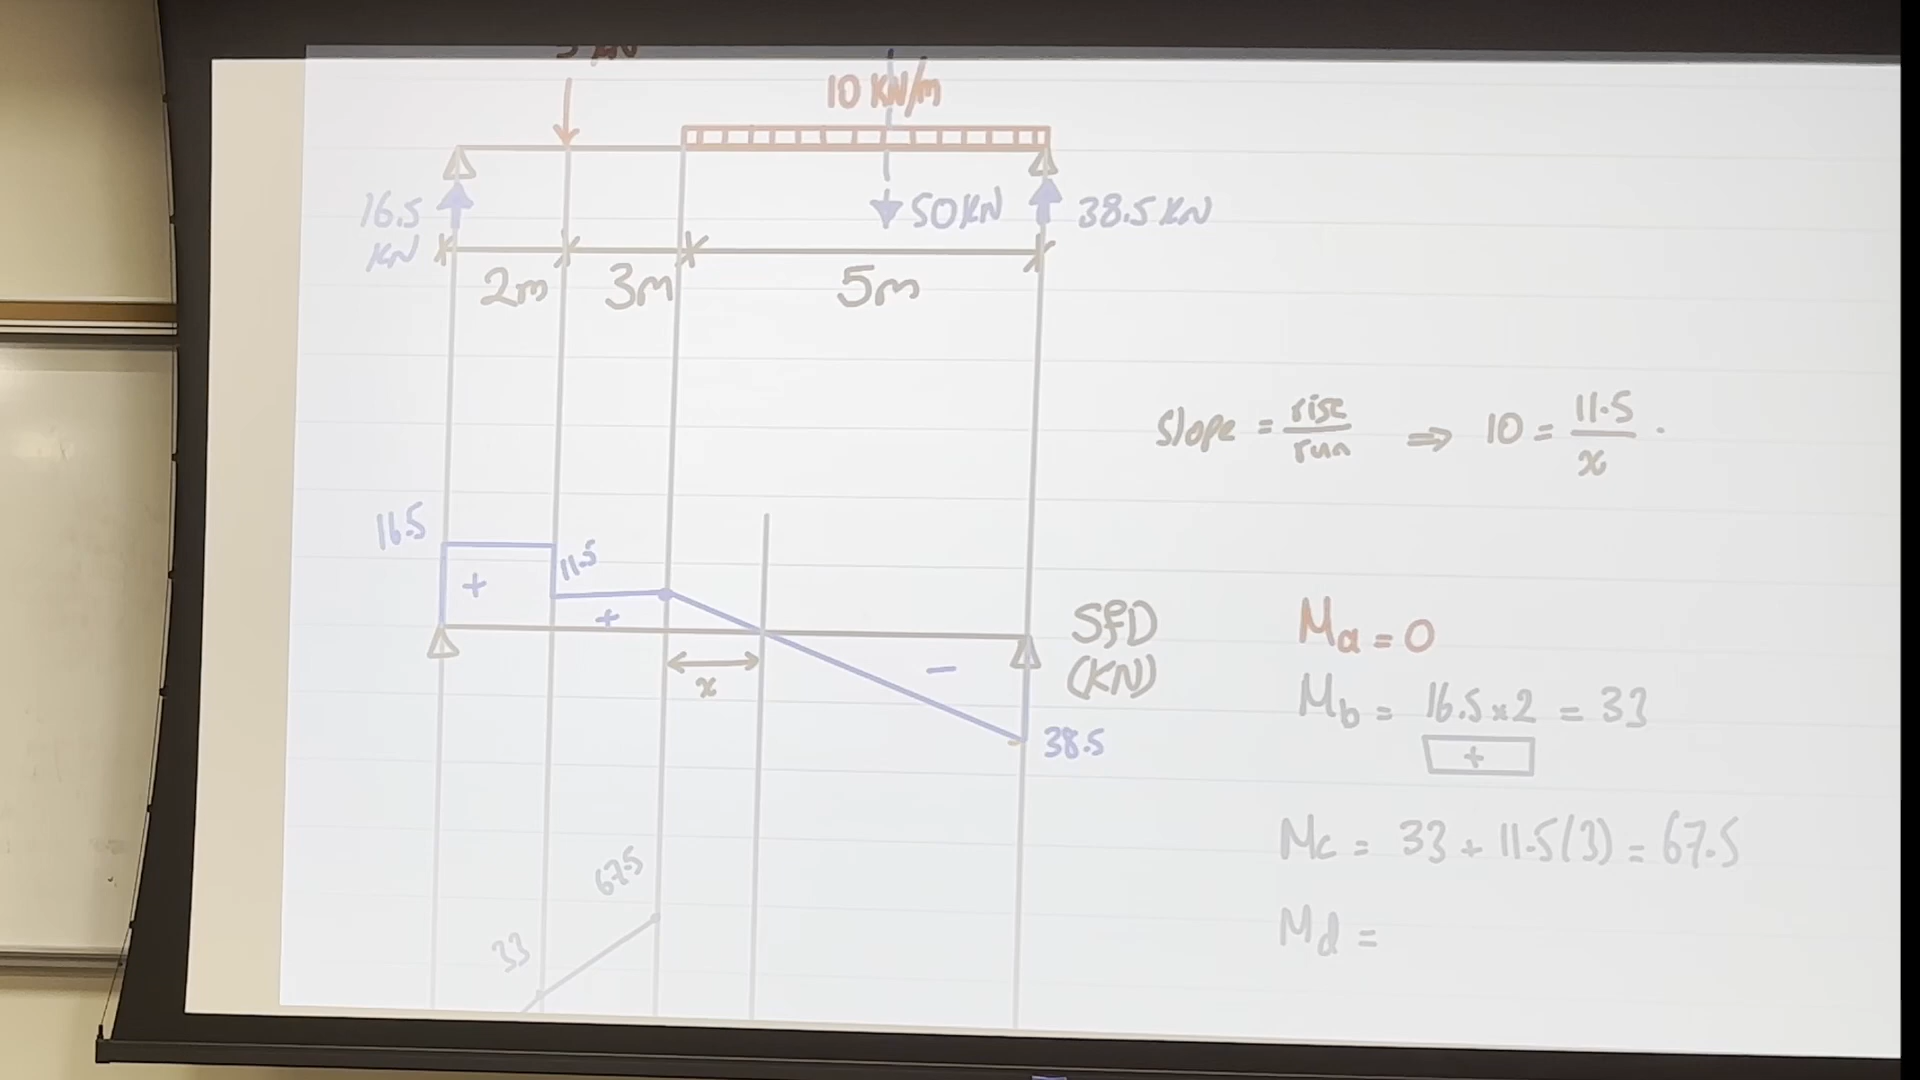 10 KN/m
16.5
KN
50KN
38.5KN
2m
3m
5m
Slope = rise/run ⇒ 10 = 11.5/x
16.5
11.5
+
+
x
−
SFD
(KN)
38.5
Ma = 0
Mb = 16.5×2 = 33
+
Mc = 33 + 11.5(3) = 67.5
Md =
67.5
33